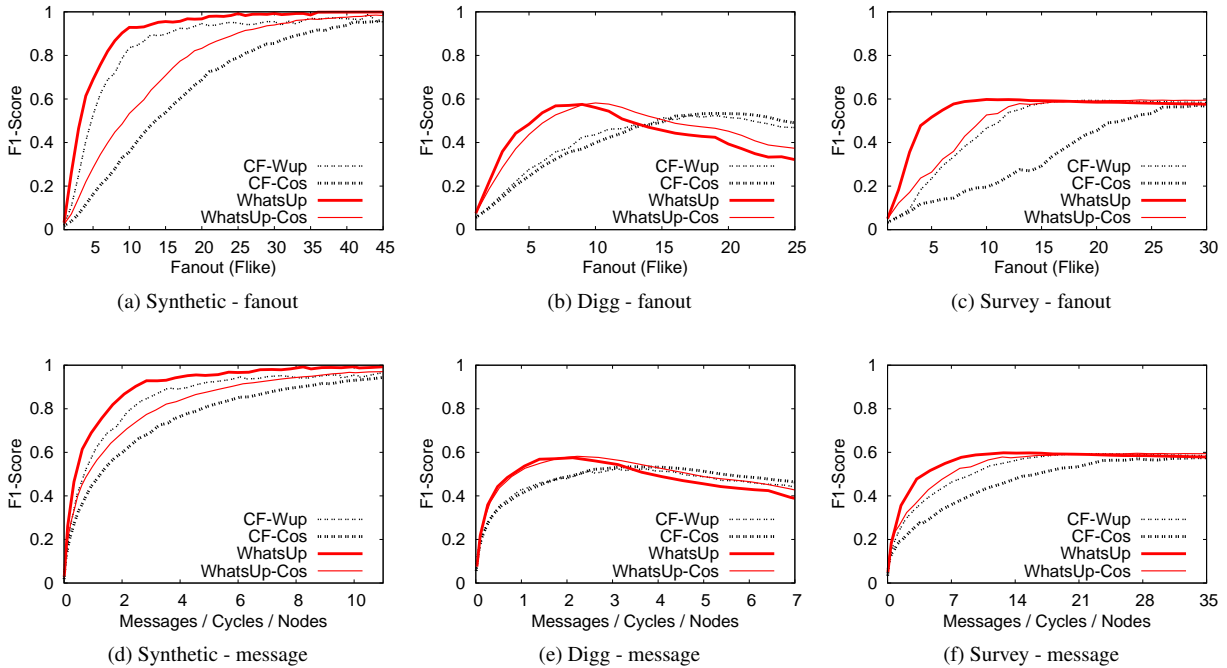 1
0.8
0.6
0.4
0.2
0
F1-Score
CF-Wup
CF-Cos
WhatsUp
WhatsUp-Cos
5 10 15 20 25 30 35 40 45
Fanout (Flike)
(a) Synthetic - fanout
1
0.8
0.6
0.4
0.2
0
F1-Score
CF-Wup
CF-Cos
WhatsUp
WhatsUp-Cos
5 10 15 20 25
Fanout (Flike)
(b) Digg - fanout
1
0.8
0.6
0.4
0.2
0
F1-Score
CF-Wup
CF-Cos
WhatsUp
WhatsUp-Cos
5 10 15 20 25 30
Fanout (Flike)
(c) Survey - fanout
1
0.8
0.6
0.4
0.2
0
F1-Score
CF-Wup
CF-Cos
WhatsUp
WhatsUp-Cos
0 2 4 6 8 10
Messages / Cycles / Nodes
(d) Synthetic - message
1
0.8
0.6
0.4
0.2
0
F1-Score
CF-Wup
CF-Cos
WhatsUp
WhatsUp-Cos
0 1 2 3 4 5 6 7
Messages / Cycles / Nodes
(e) Digg - message
1
0.8
0.6
0.4
0.2
0
F1-Score
CF-Wup
CF-Cos
WhatsUp
WhatsUp-Cos
0 7 14 21 28 35
Messages / Cycles / Nodes
(f) Survey - message